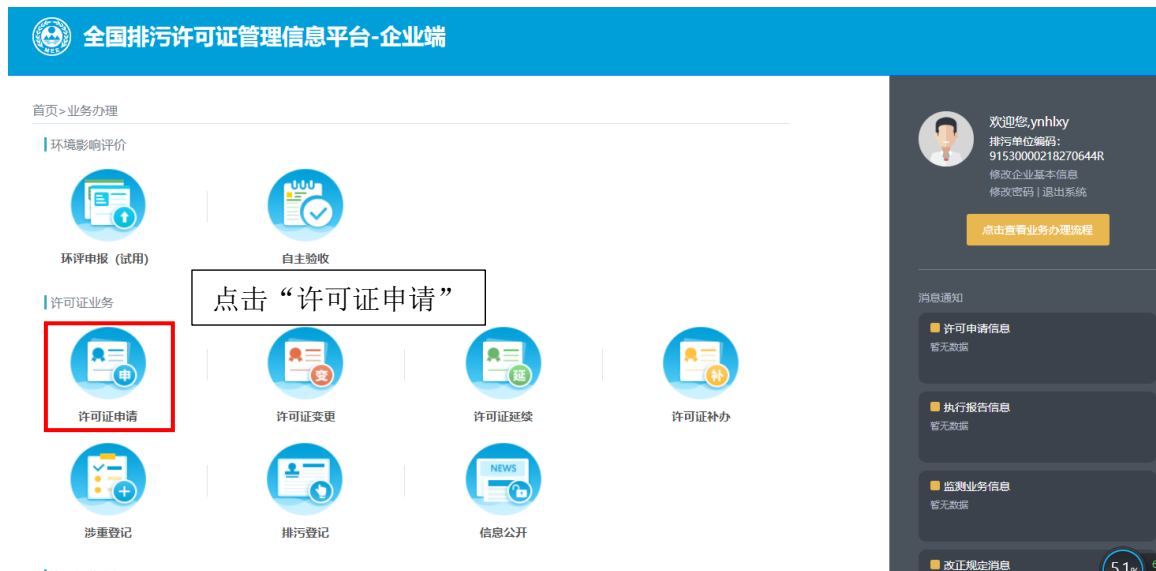 全国排污许可证管理信息平台-企业端
首页>业务办理
环境影响评价
环评申报（试用）
自主验收
点击“许可证申请”
许可证业务
申
变
延
补
许可证申请
许可证变更
许可证延续
许可证补办
NEWS
涉重登记
排污登记
信息公开
欢迎您,ynhlxy
排污单位编码:
91530000218270644R
修改企业基本信息
修改密码 | 退出系统
点击查看业务办理流程
消息通知
许可申请信息
暂无数据
执行报告信息
暂无数据
监测业务信息
暂无数据
改正规定消息
51%